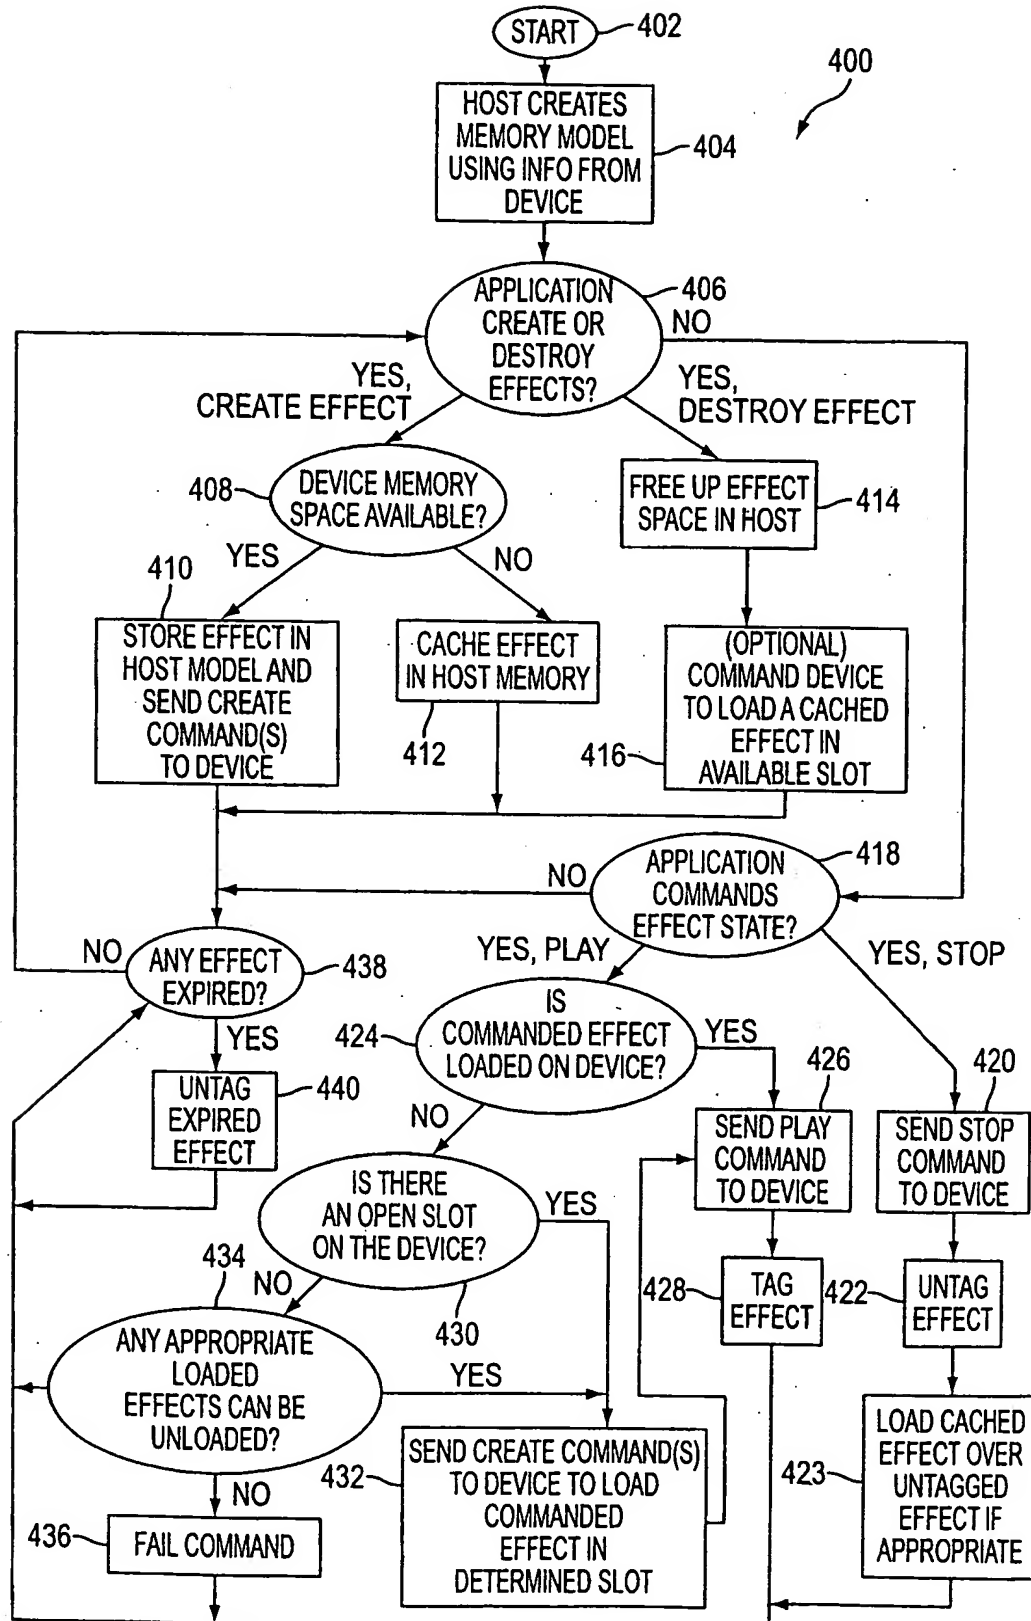 START
402
400
HOST CREATES
MEMORY MODEL
USING INFO FROM
DEVICE
404
APPLICATION
CREATE OR
DESTROY
EFFECTS?
406
NO
YES,
CREATE EFFECT
YES,
DESTROY EFFECT
408
DEVICE MEMORY
SPACE AVAILABLE?
FREE UP EFFECT
SPACE IN HOST
414
YES
NO
410
STORE EFFECT IN
HOST MODEL AND
SEND CREATE
COMMAND(S)
TO DEVICE
CACHE EFFECT
IN HOST MEMORY
412
(OPTIONAL)
COMMAND DEVICE
TO LOAD A CACHED
EFFECT IN
AVAILABLE SLOT
416
APPLICATION
COMMANDS
EFFECT STATE?
418
NO
YES, PLAY
YES, STOP
NO
ANY EFFECT
EXPIRED?
438
YES
UNTAG
EXPIRED
EFFECT
440
424
IS
COMMANDED EFFECT
LOADED ON DEVICE?
YES
NO
426
SEND PLAY
COMMAND
TO DEVICE
420
SEND STOP
COMMAND
TO DEVICE
IS THERE
AN OPEN SLOT
ON THE DEVICE?
YES
NO
430
428
TAG
EFFECT
422
UNTAG
EFFECT
434
ANY APPROPRIATE
LOADED
EFFECTS CAN BE
UNLOADED?
YES
NO
432
SEND CREATE COMMAND(S)
TO DEVICE TO LOAD
COMMANDED
EFFECT IN
DETERMINED SLOT
423
LOAD CACHED
EFFECT OVER
UNTAGGED
EFFECT IF
APPROPRIATE
436
FAIL COMMAND